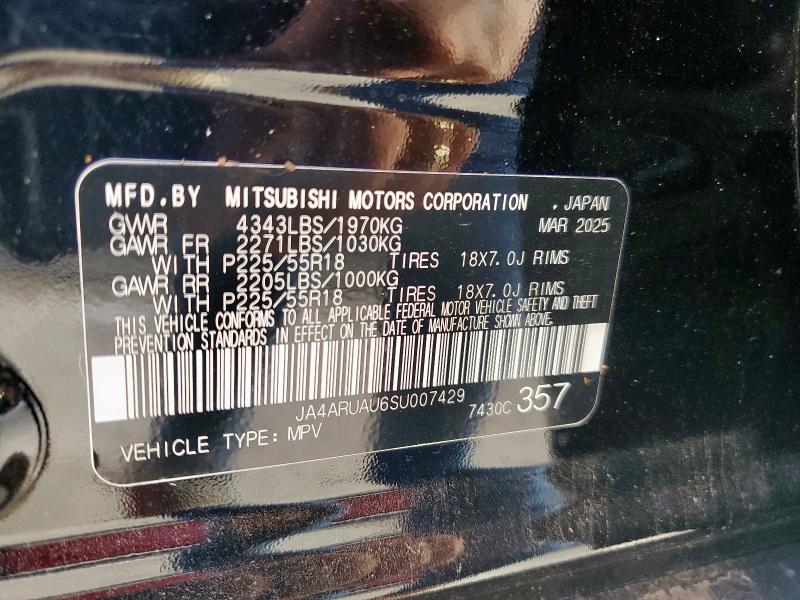 MFD.BY MITSUBISHI MOTORS CORPORATION . JAPAN
GVWR 4343LBS/1970KG MAR 2025
GAWR FR 2271LBS/1030KG
WITH P225/55R18 TIRES 18X7.0J RIMS
GAWR RR 2205LBS/1000KG
WITH P225/55R18 TIRES 18X7.0J RIMS
THIS VEHICLE CONFORMS TO ALL APPLICABLE FEDERAL MOTOR VEHICLE SAFETY AND THEFT
PREVENTION STANDARDS IN EFFECT ON THE DATE OF MANUFACTURE SHOWN ABOVE.
JA4ARUAU6SU007429
7430C 357
VEHICLE TYPE: MPV